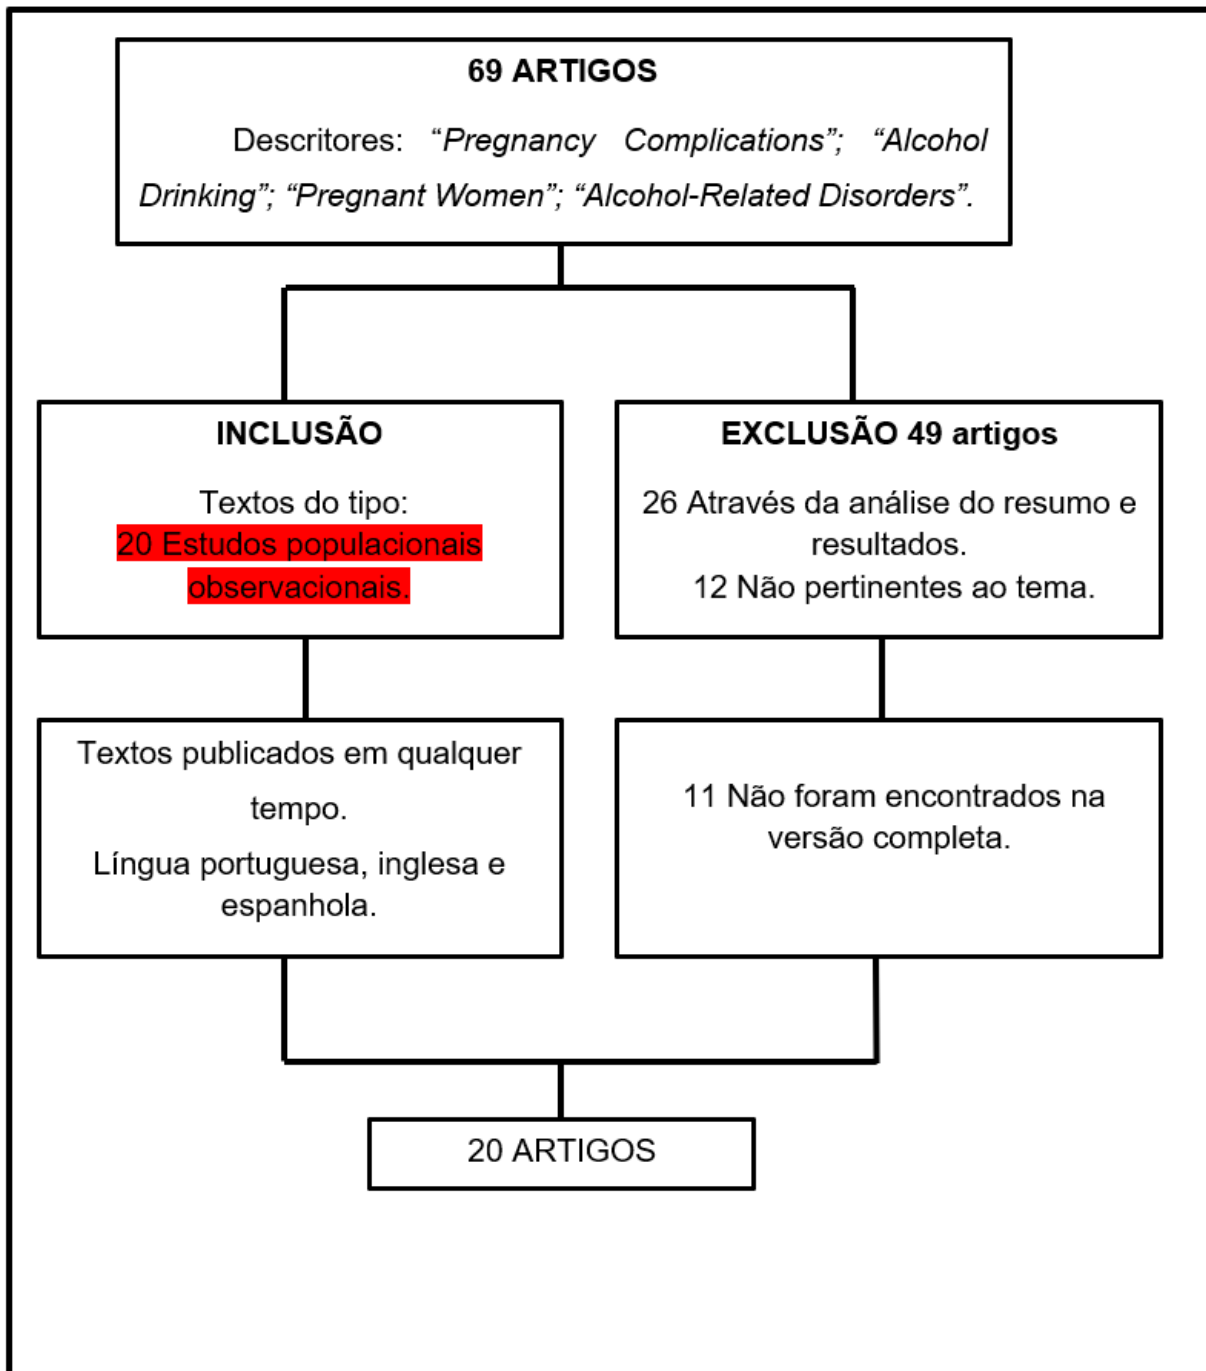 69 ARTIGOS
Descritores: “Pregnancy Complications”; “Alcohol
Drinking”; “Pregnant Women”; “Alcohol-Related Disorders”.
INCLUSÃO
Textos do tipo:
20 Estudos populacionais
observacionais.
EXCLUSÃO 49 artigos
26 Através da análise do resumo e
resultados.
12 Não pertinentes ao tema.
Textos publicados em qualquer
tempo.
Língua portuguesa, inglesa e
espanhola.
11 Não foram encontrados na
versão completa.
20 ARTIGOS